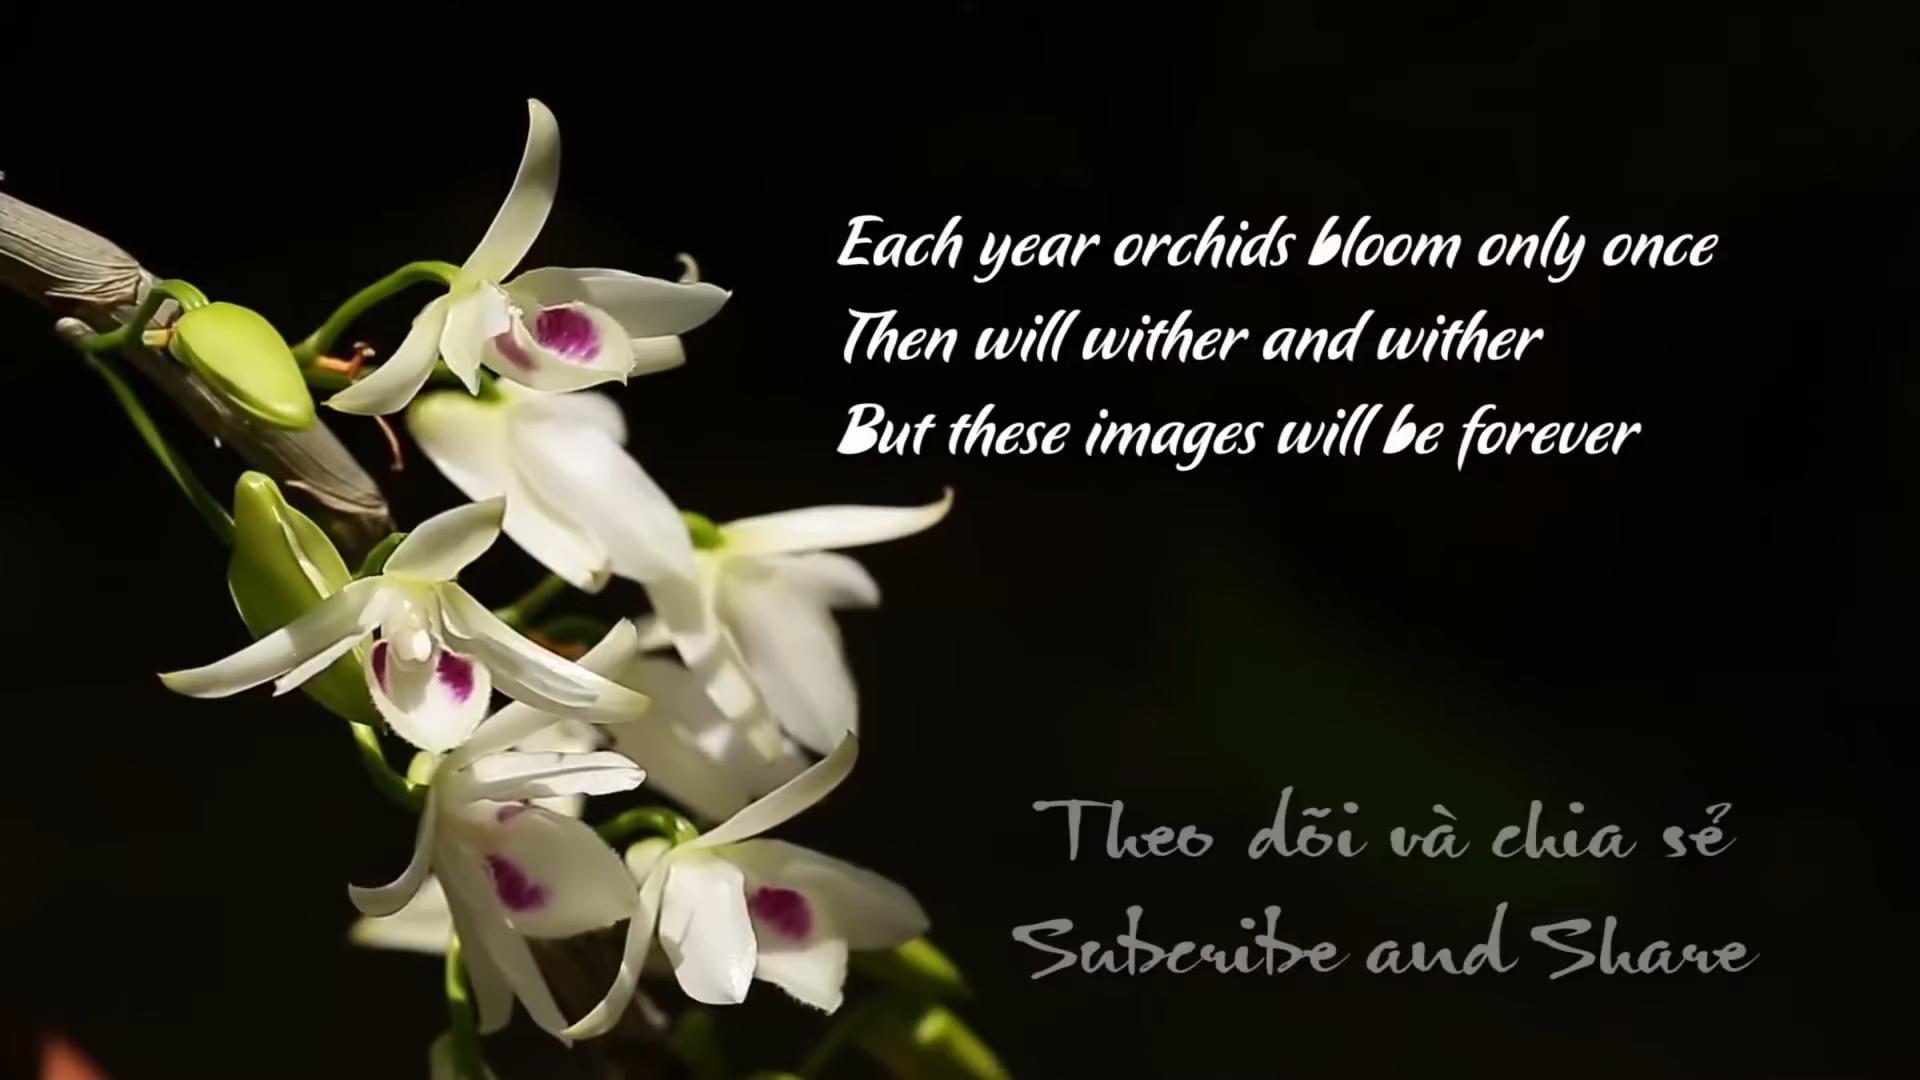 Each year orchids bloom only once
Then will wither and wither
But these images will be forever
Theo dõi và chia sẻ
Subcribe and Share